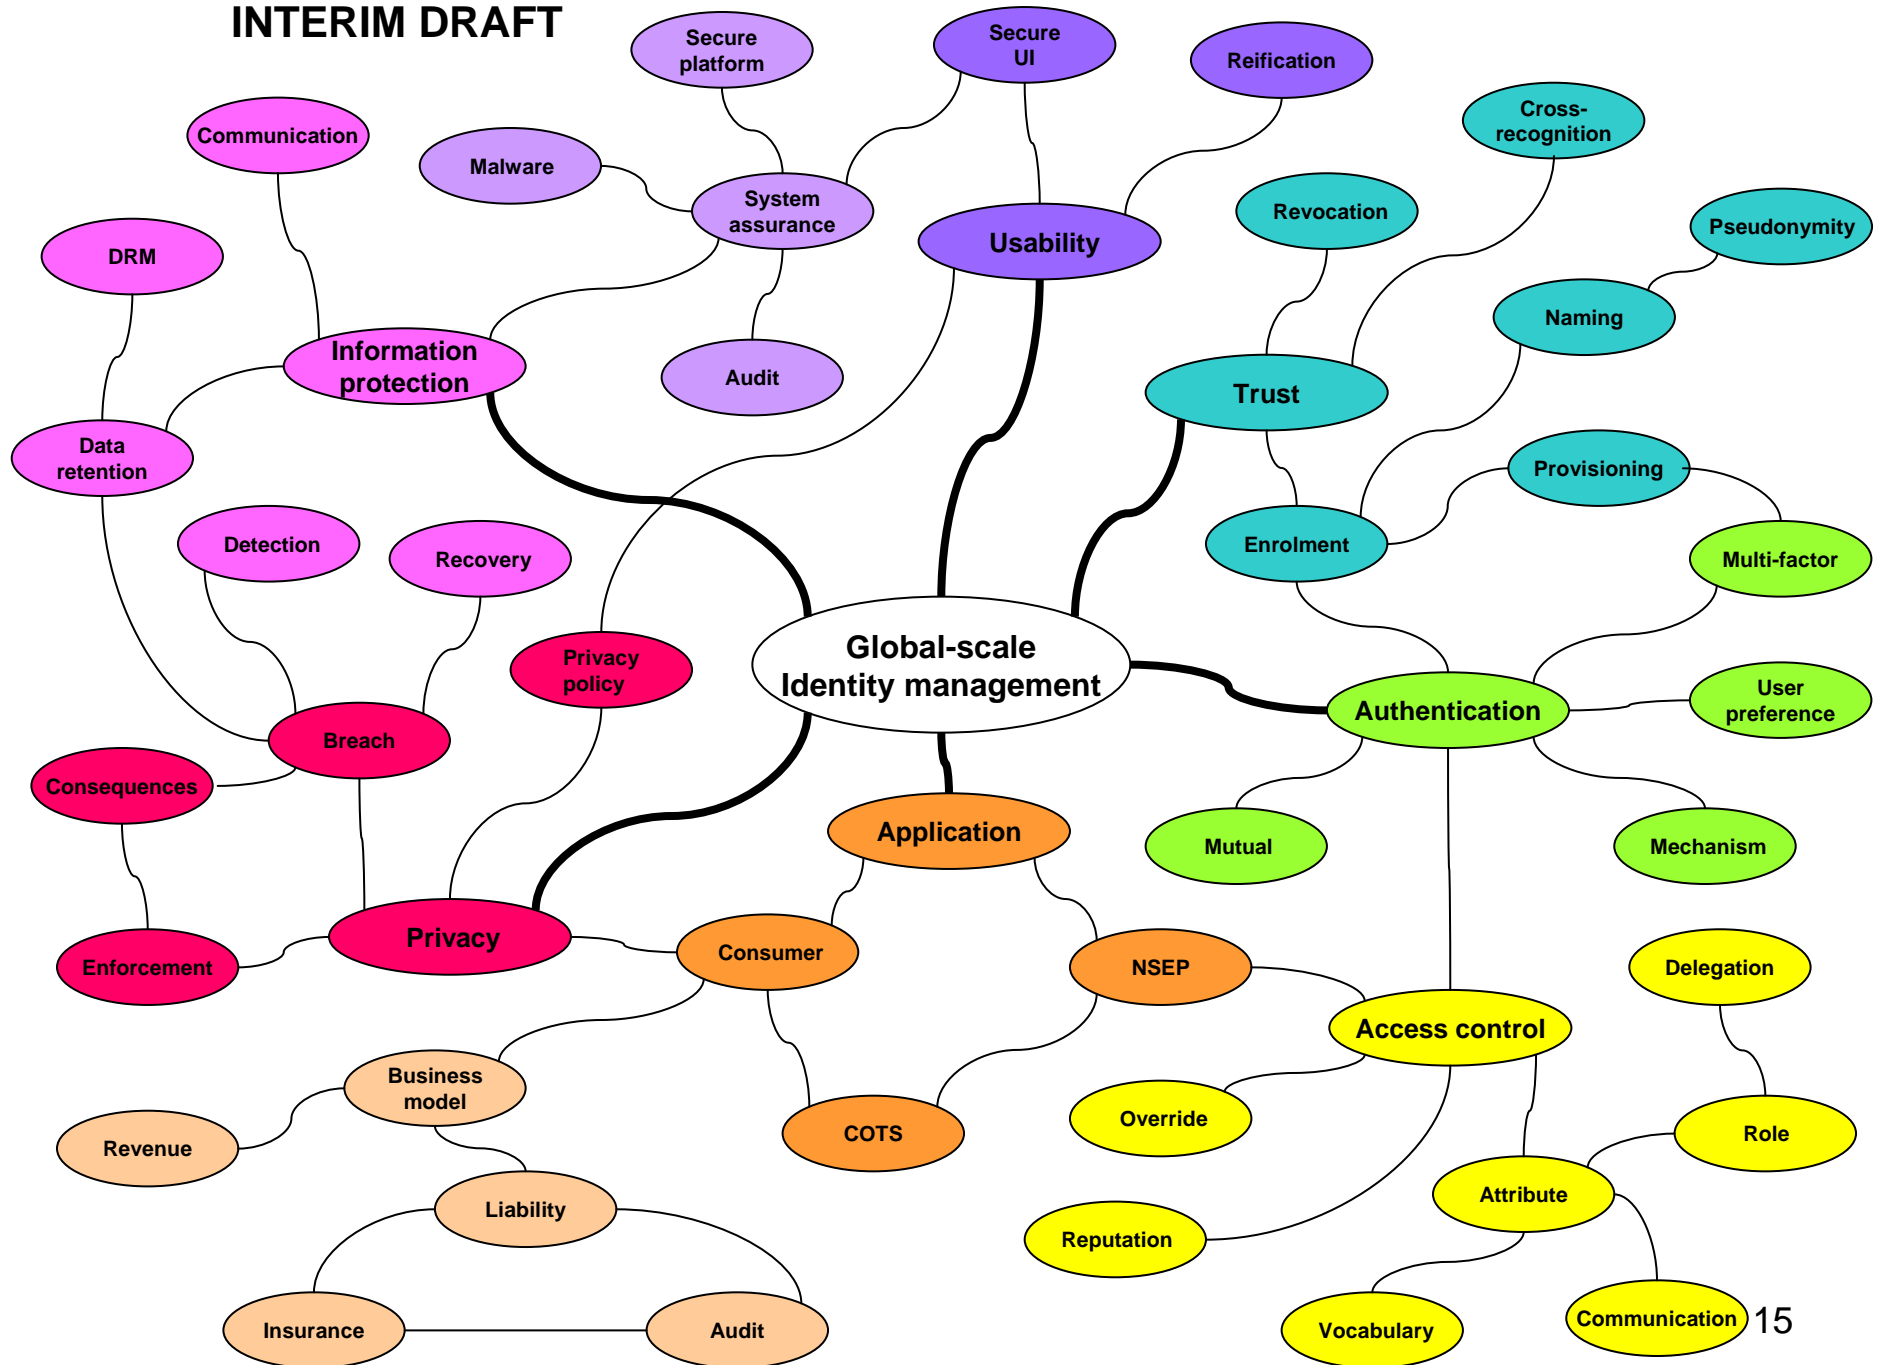 INTERIM DRAFT
Secure
platform
Secure
UI
Reification
Communication
Cross-
recognition
Malware
System
assurance
Revocation
Pseudonymity
DRM
Usability
Naming
Information
protection
Audit
Trust
Data
retention
Provisioning
Detection
Recovery
Enrolment
Multi-factor
Privacy
policy
Global-scale
Identity management
User
preference
Authentication
Breach
Consequences
Application
Mutual
Mechanism
Privacy
Consumer
NSEP
Enforcement
Delegation
Access control
Business
model
Override
COTS
Role
Revenue
Liability
Attribute
Reputation
Insurance
Audit
Vocabulary
Communication
15